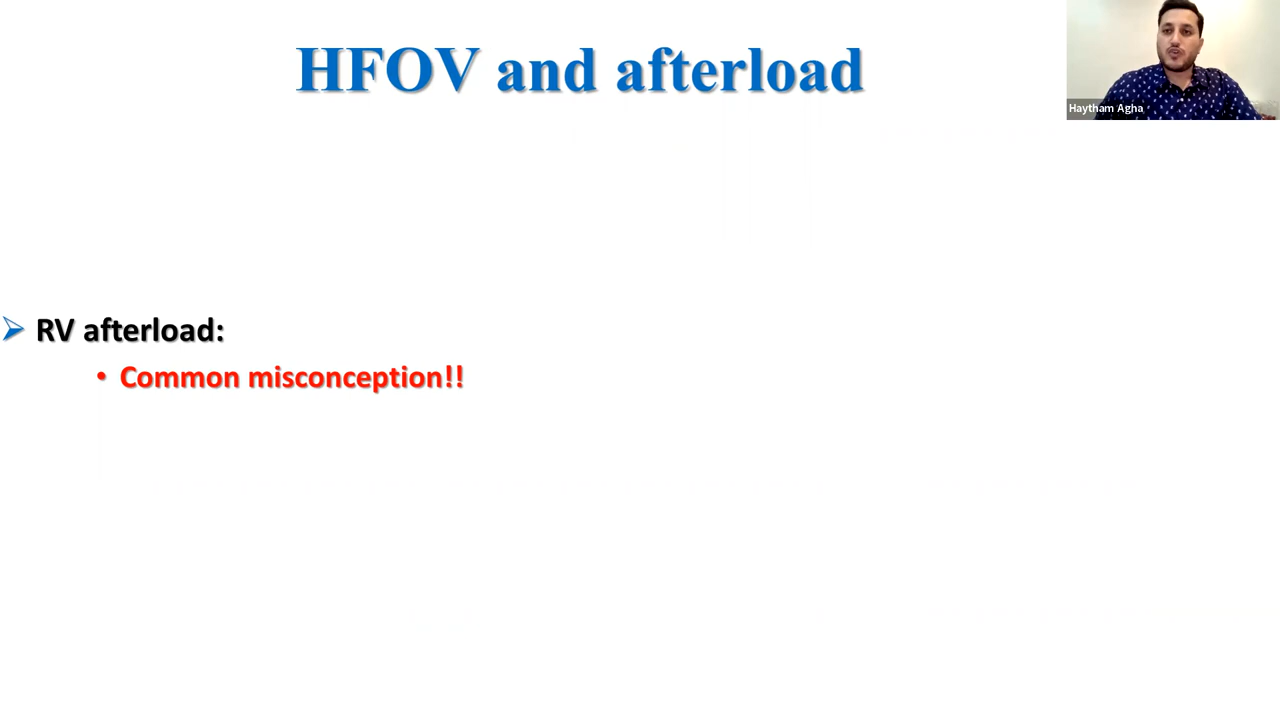 HFOV and afterload
Haytham Agha
➢ RV afterload:
• Common misconception!!